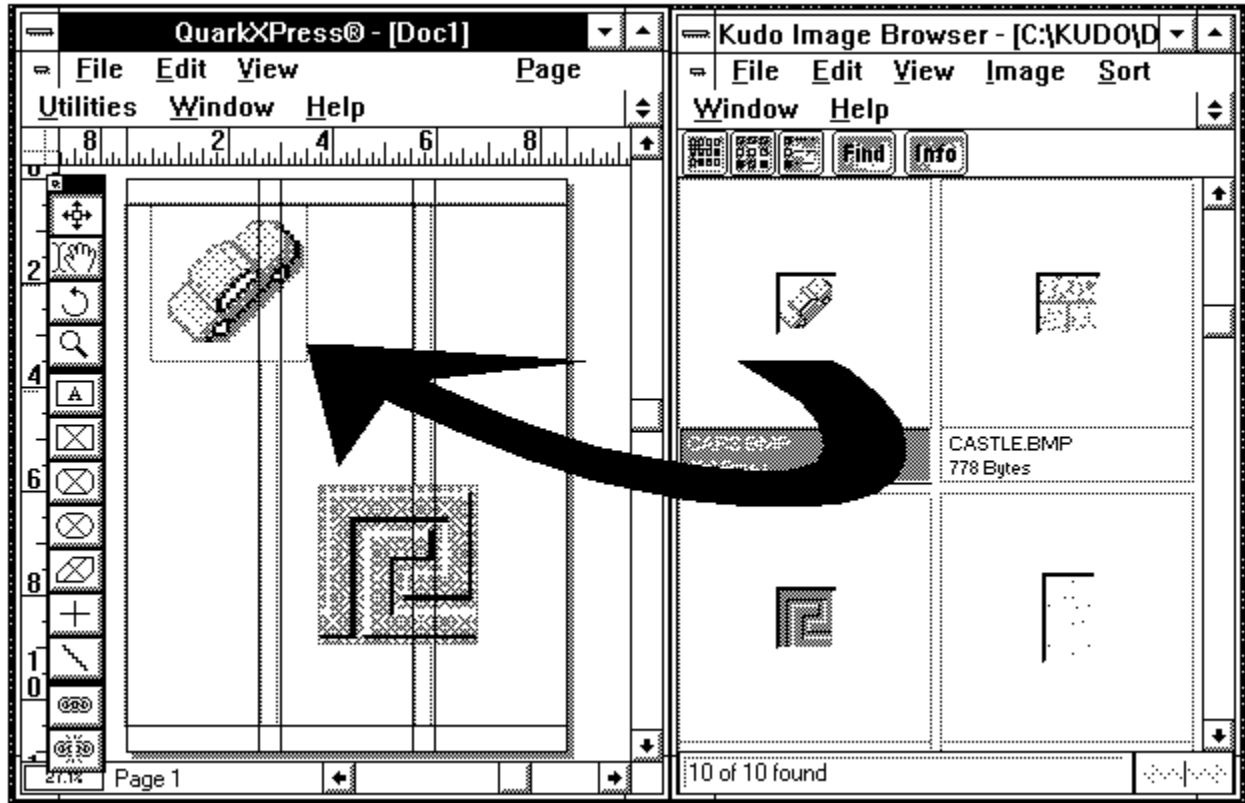 QuarkXPress® - [Doc1]
File Edit View Page
Utilities Window Help
8 2 4 6 8
0
2
4
A
6
8
1
0
1
Page 1
Kudo Image Browser - [C:\KUDO\D
File Edit View Image Sort
Window Help
Find Info
CASTLE.BMP
778 Bytes
10 of 10 found